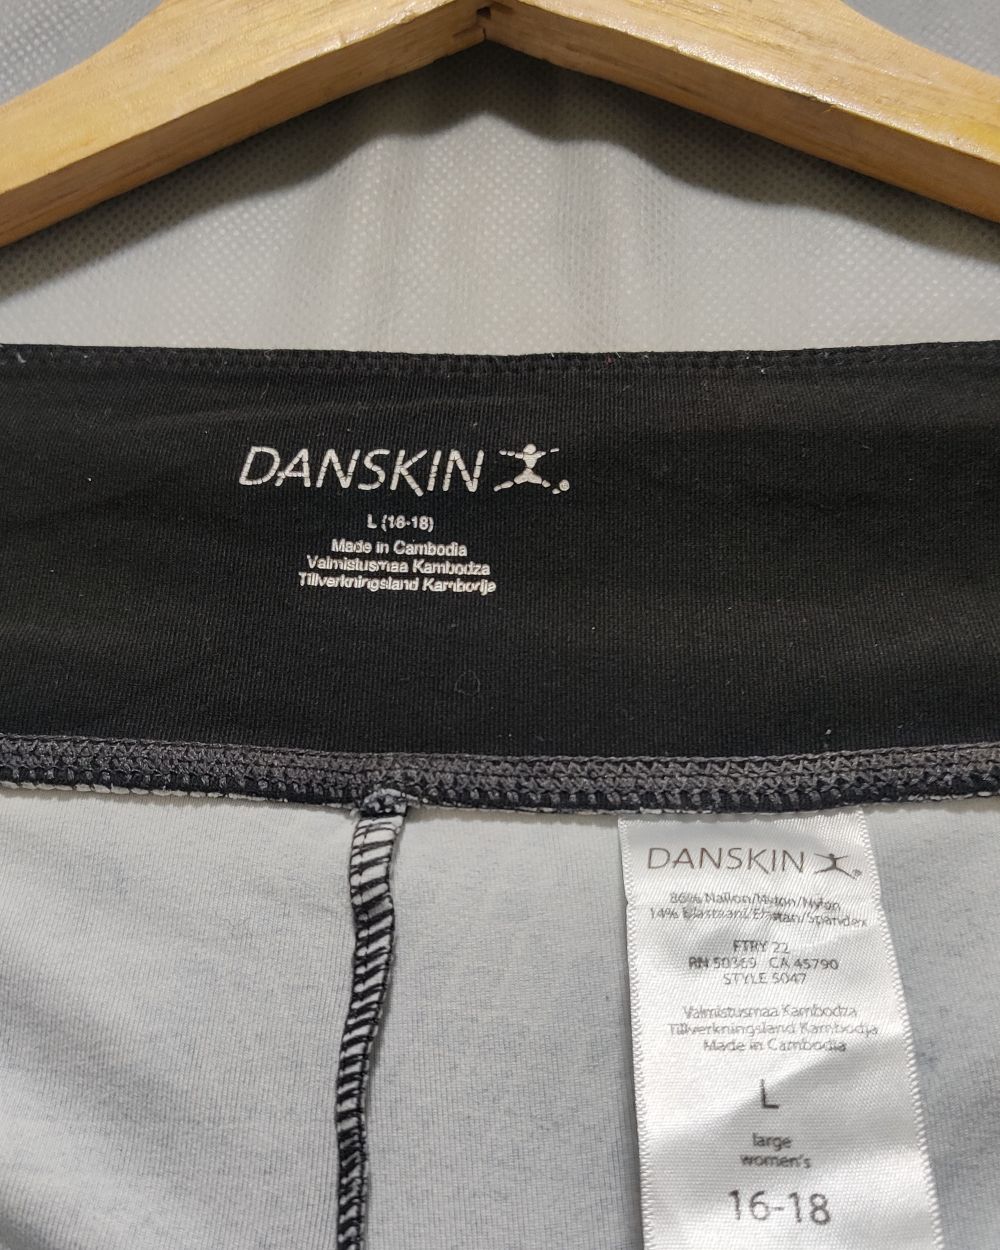 DANSKIN
L (16-18)
Made in Cambodia
Valmistusmaa Kambodza
Tillverkningsland Kambodja
DANSKIN
86% Nailon/Nylon/Nylon
14% Elastaani/Elastan/Spandex
FTRY 22
RN 50369 CA 45790
STYLE 5047
Valmistusmaa Kambodza
Tillverkningsland Kambodja
Made in Cambodia
L
large
women's
16-18